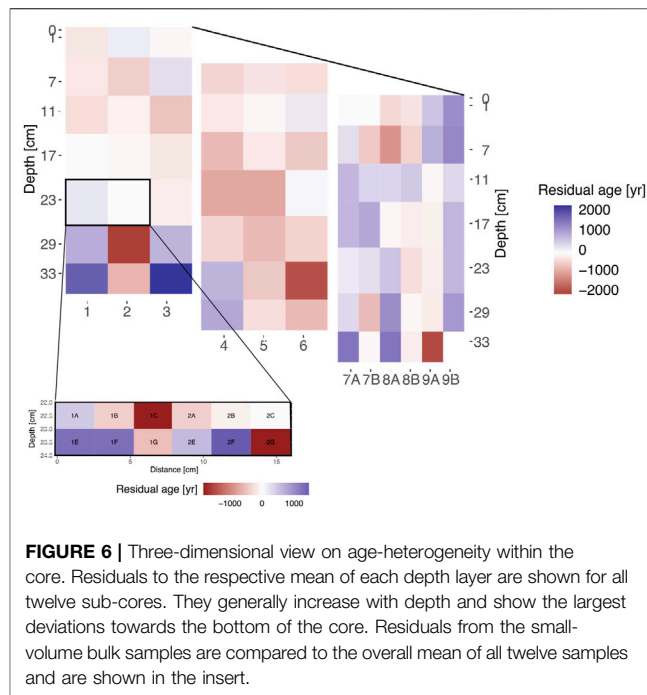 0
1
7
11
17
23
29
33
Depth [cm]
1 2 3
4 5 6
7A 7B 8A 8B 9A 9B
0
1
7
11
17
23
29
33
Depth [cm]
Residual age [yr]
2000
1000
0
−1000
−2000
22.0
22.5
23.0
23.5
24.0
Depth [cm]
1A 1B 1C 2A 2B 2C
1E 1F 1G 2E 2F 2G
0 5 10 15
Distance [cm]
Residual age [yr]
−1000 0 1000
FIGURE 6 | Three-dimensional view on age-heterogeneity within the
core. Residuals to the respective mean of each depth layer are shown for all
twelve sub-cores. They generally increase with depth and show the largest
deviations towards the bottom of the core. Residuals from the small-
volume bulk samples are compared to the overall mean of all twelve samples
and are shown in the insert.